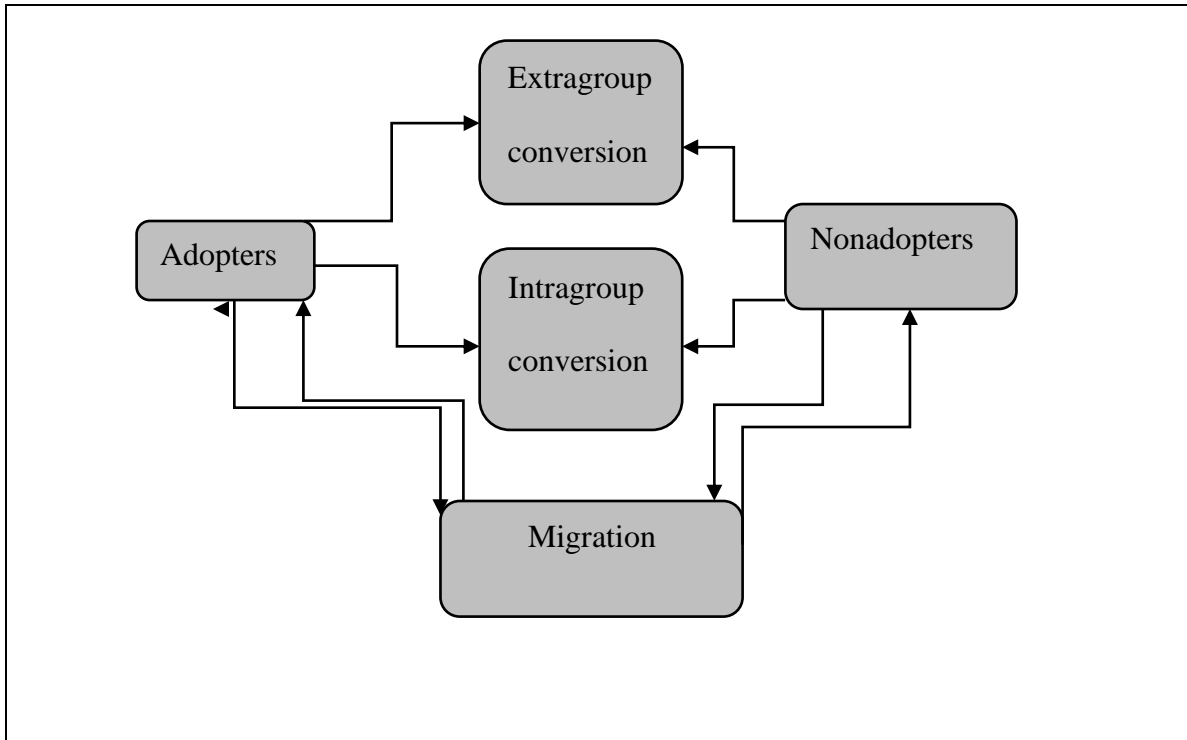 Extragroup
conversion
Adopters
Nonadopters
Intragroup
conversion
Migration